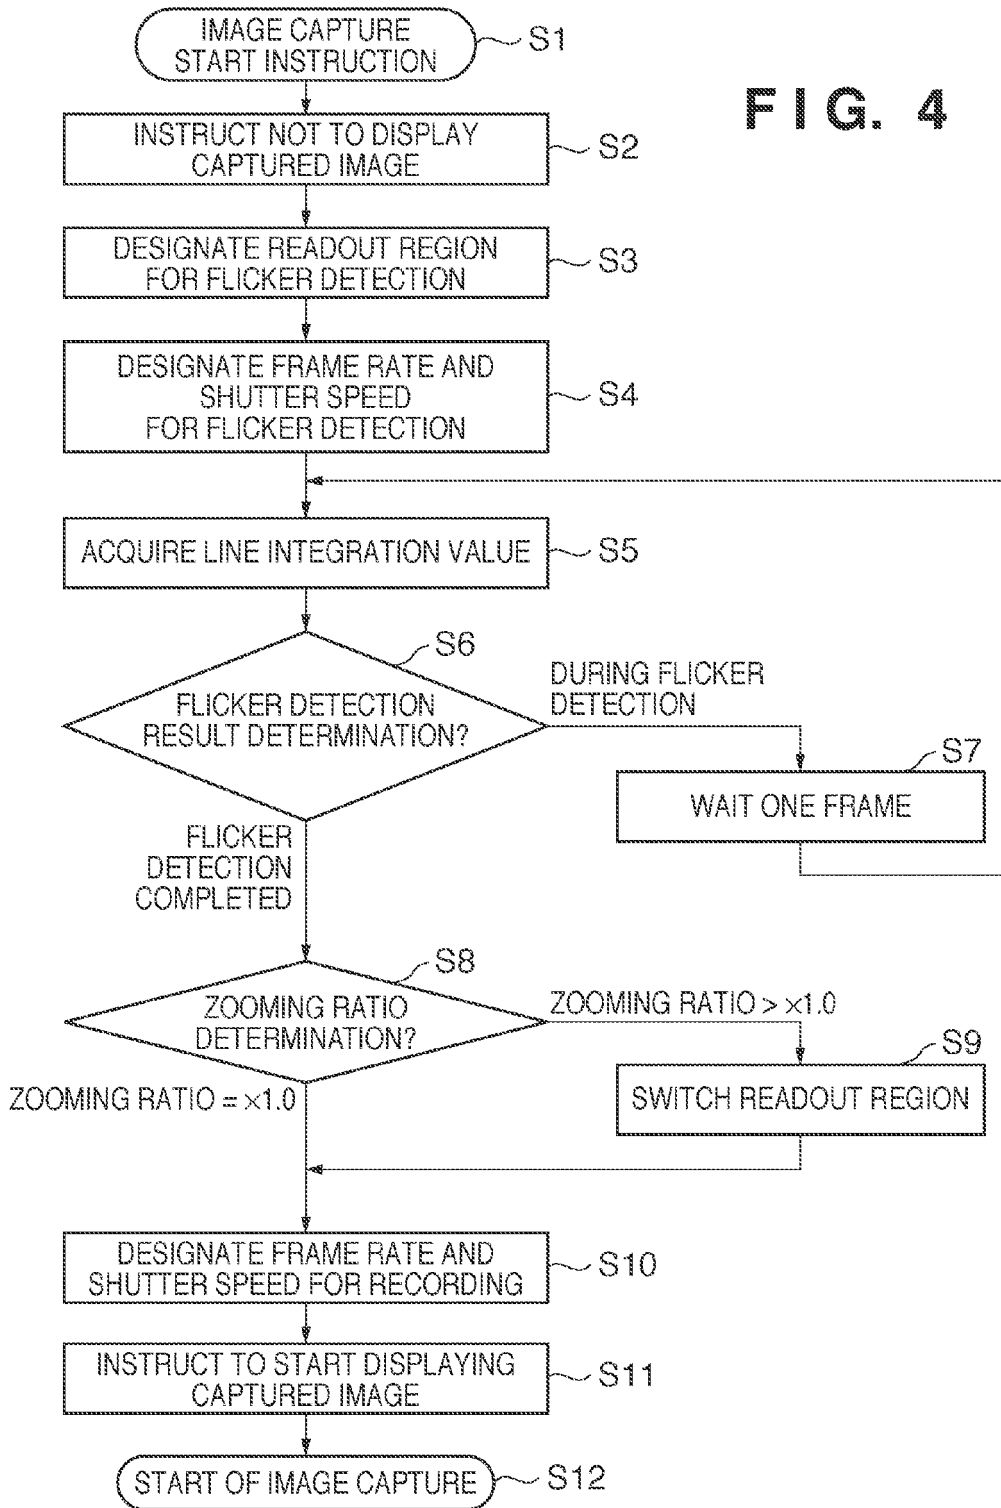 IMAGE CAPTURE
START INSTRUCTION
S1
FIG. 4
INSTRUCT NOT TO DISPLAY
CAPTURED IMAGE
S2
DESIGNATE READOUT REGION
FOR FLICKER DETECTION
S3
DESIGNATE FRAME RATE AND
SHUTTER SPEED
FOR FLICKER DETECTION
S4
ACQUIRE LINE INTEGRATION VALUE
S5
S6
FLICKER DETECTION
RESULT DETERMINATION?
DURING FLICKER
DETECTION
S7
WAIT ONE FRAME
FLICKER
DETECTION
COMPLETED
S8
ZOOMING RATIO
DETERMINATION?
ZOOMING RATIO > ×1.0
S9
SWITCH READOUT REGION
ZOOMING RATIO = ×1.0
DESIGNATE FRAME RATE AND
SHUTTER SPEED FOR RECORDING
S10
INSTRUCT TO START DISPLAYING
CAPTURED IMAGE
S11
START OF IMAGE CAPTURE
S12